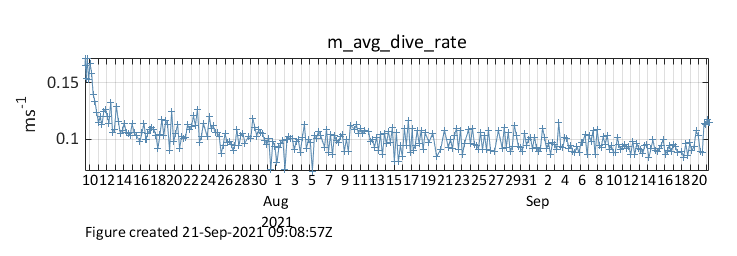 m_avg_dive_rate
0.15
0.1
ms-1
10 12 14 16 18 20 22 24 26 28 30 1 3 5 7 9 11 13 15 17 19 21 23 25 27 29 31 2 4 6 8 10 12 14 16 18 20
Aug Sep
2021
Figure created 21-Sep-2021 09:08:57Z